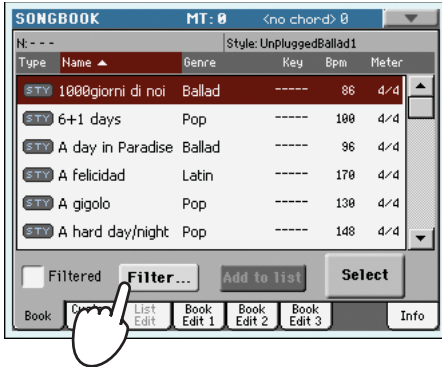 SONGBOOK MT: 0 <no chord> 0
N: - - - Style: UnpluggedBallad1
Type Name Genre Key Bpm Meter
STY 1000giorni di noi Ballad ----- 86 4/4
STY 6+1 days Pop ----- 100 4/4
STY A day in Paradise Ballad ----- 96 4/4
STY A felicidad Latin ----- 170 4/4
STY A gigolo Pop ----- 130 4/4
STY A hard day/night Pop ----- 148 4/4
Filtered Filter... Add to list Select
Book List Edit Book Edit 1 Book Edit 2 Book Edit 3 Info